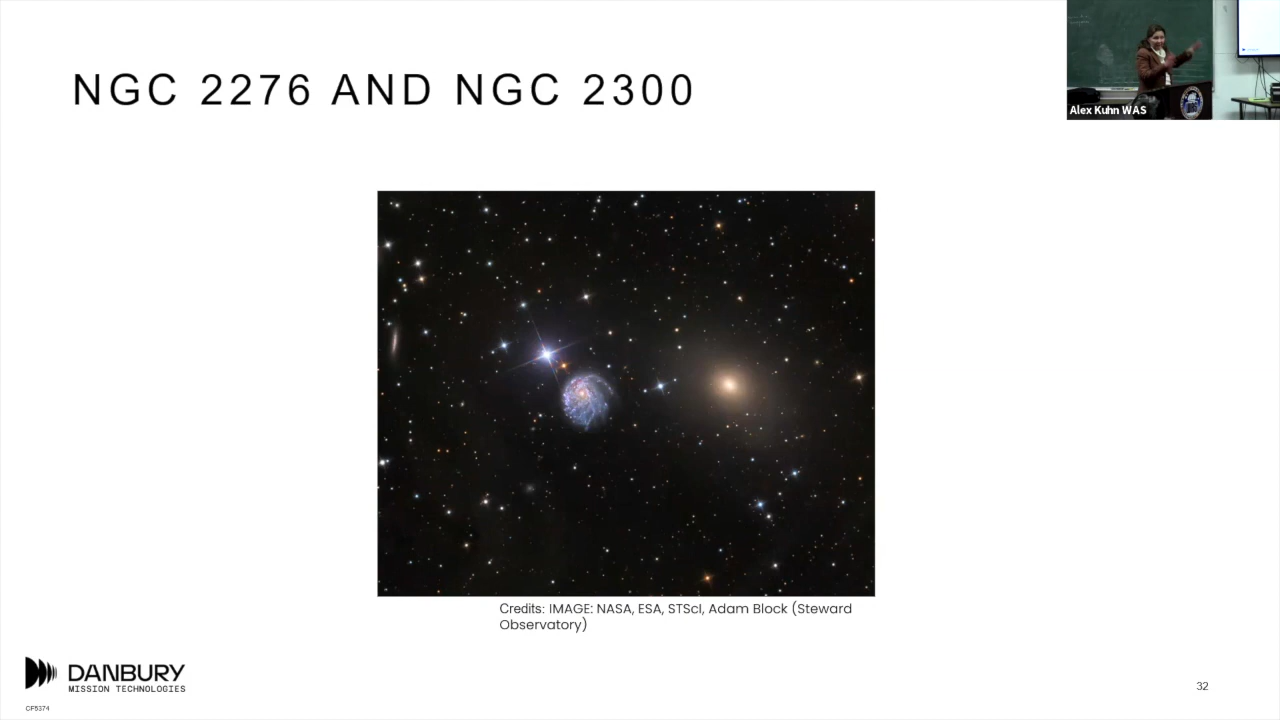 NGC 2276 AND NGC 2300
Alex Kuhn WAS
Credits: IMAGE: NASA, ESA, STScI, Adam Block (Steward
Observatory)
DANBURY
MISSION TECHNOLOGIES
CF5374
32